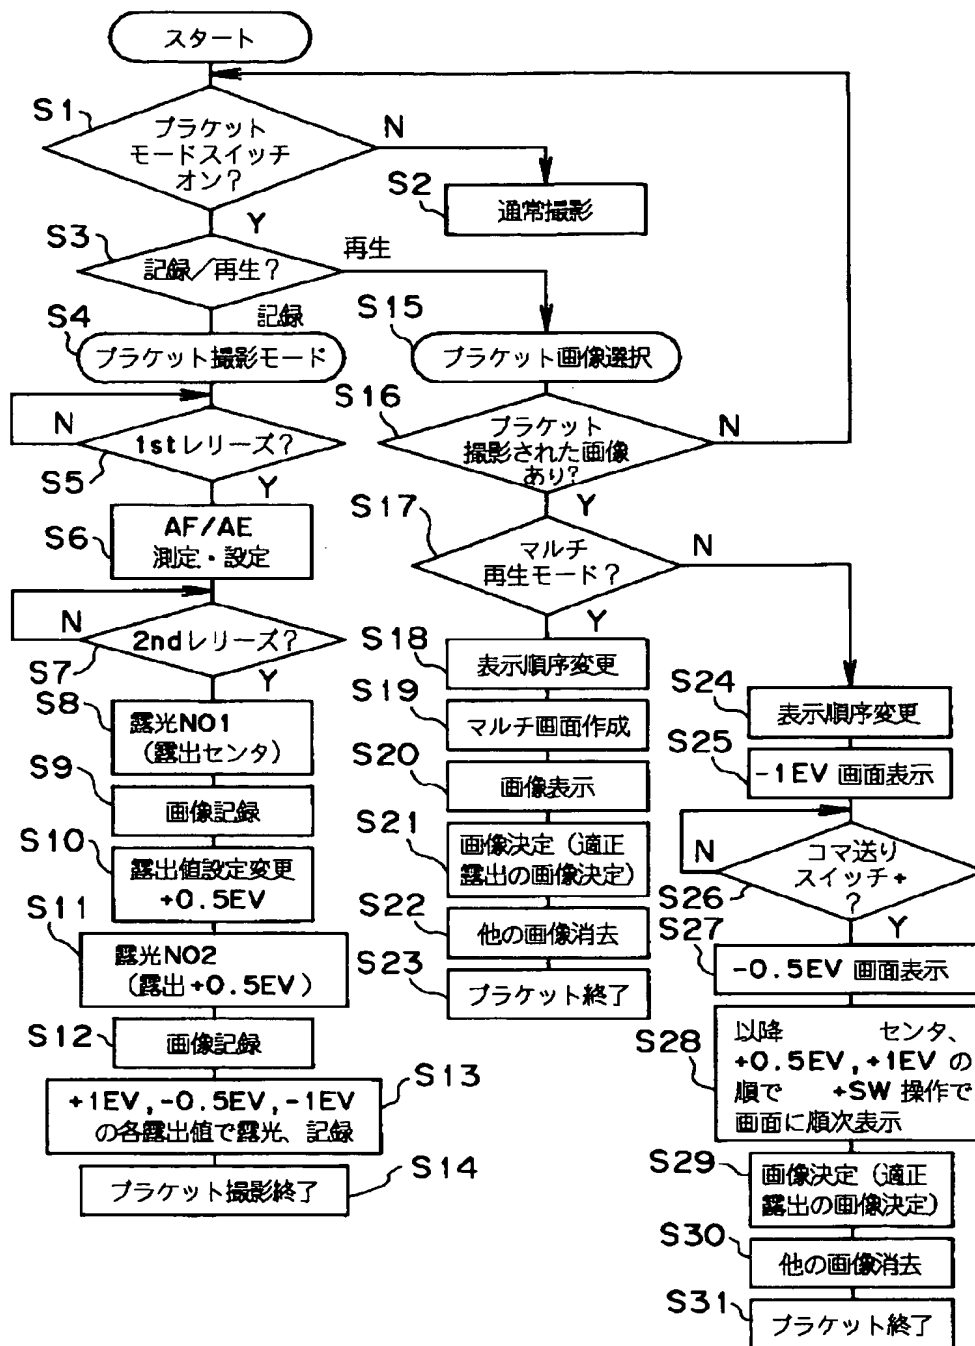 スタート
S1
ブラケット
モードスイッチ
オン?
N
S2
通常撮影
Y
S3
記録/再生?
再生
記録
S4
ブラケット撮影モード
N
1stレリーズ?
S5
Y
S6
AF/AE
測定・設定
N
2ndレリーズ?
S7
Y
S8
露光NO1
(露出センタ)
S9
画像記録
S10
露出値設定変更
+0.5EV
S11
露光NO2
(露出+0.5EV)
S12
画像記録
S13
+1EV,-0.5EV,-1EV
の各露出値で露光、記録
S14
ブラケット撮影終了
S15
ブラケット画像選択
S16
ブラケット
撮影された画像
あり?
N
Y
S17
マルチ
再生モード?
N
Y
S18
表示順序変更
S19
マルチ画面作成
S20
画像表示
S21
画像決定(適正
露出の画像決定)
S22
他の画像消去
S23
ブラケット終了
S24
表示順序変更
S25
-1EV 画面表示
N
コマ送り
スイッチ+
?
S26
Y
S27
-0.5EV 画面表示
S28
以降 センタ、
+0.5EV,+1EV の
順で +SW 操作で
画面に順次表示
S29
画像決定(適正
露出の画像決定)
S30
他の画像消去
S31
ブラケット終了